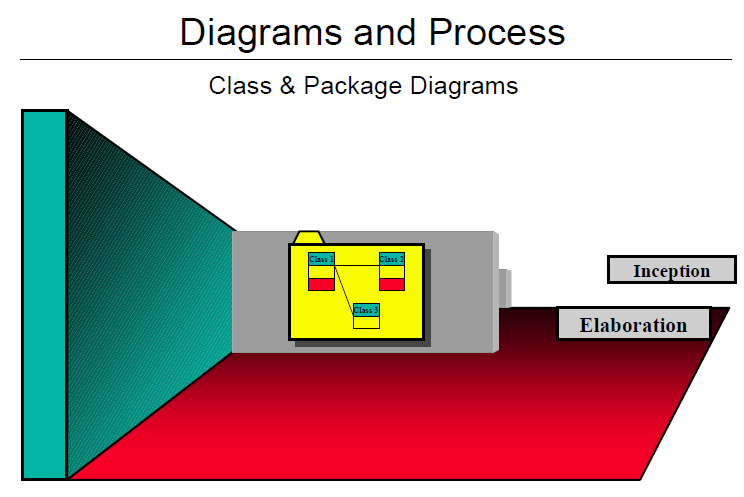 Diagrams and Process
Class & Package Diagrams
Class 1
Class 2
Class 3
Inception
Elaboration